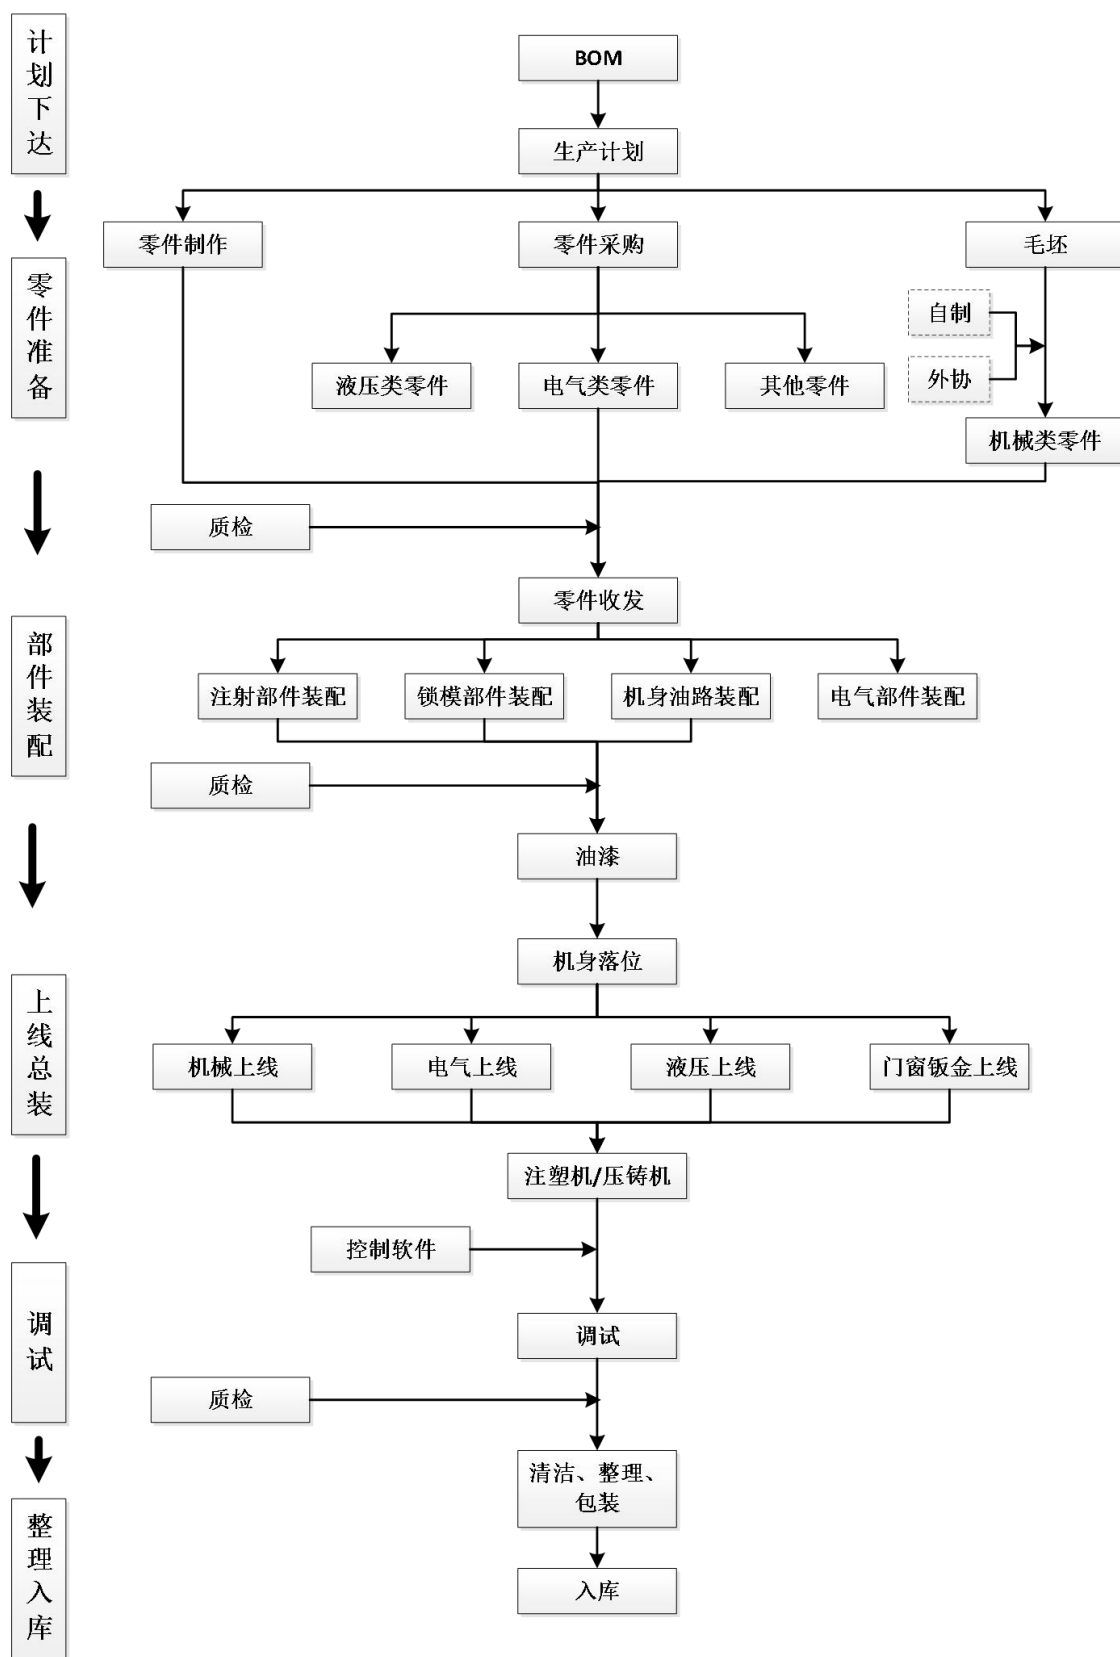 计划下达
BOM
生产计划
零件准备
零件制作
零件采购
毛坯
自制
外协
液压类零件
电气类零件
其他零件
机械类零件
质检
零件收发
部件装配
注射部件装配
锁模部件装配
机身油路装配
电气部件装配
质检
油漆
机身落位
上线总装
机械上线
电气上线
液压上线
门窗钣金上线
注塑机/压铸机
控制软件
调试
调试
质检
清洁、整理、
包装
整理入库
入库